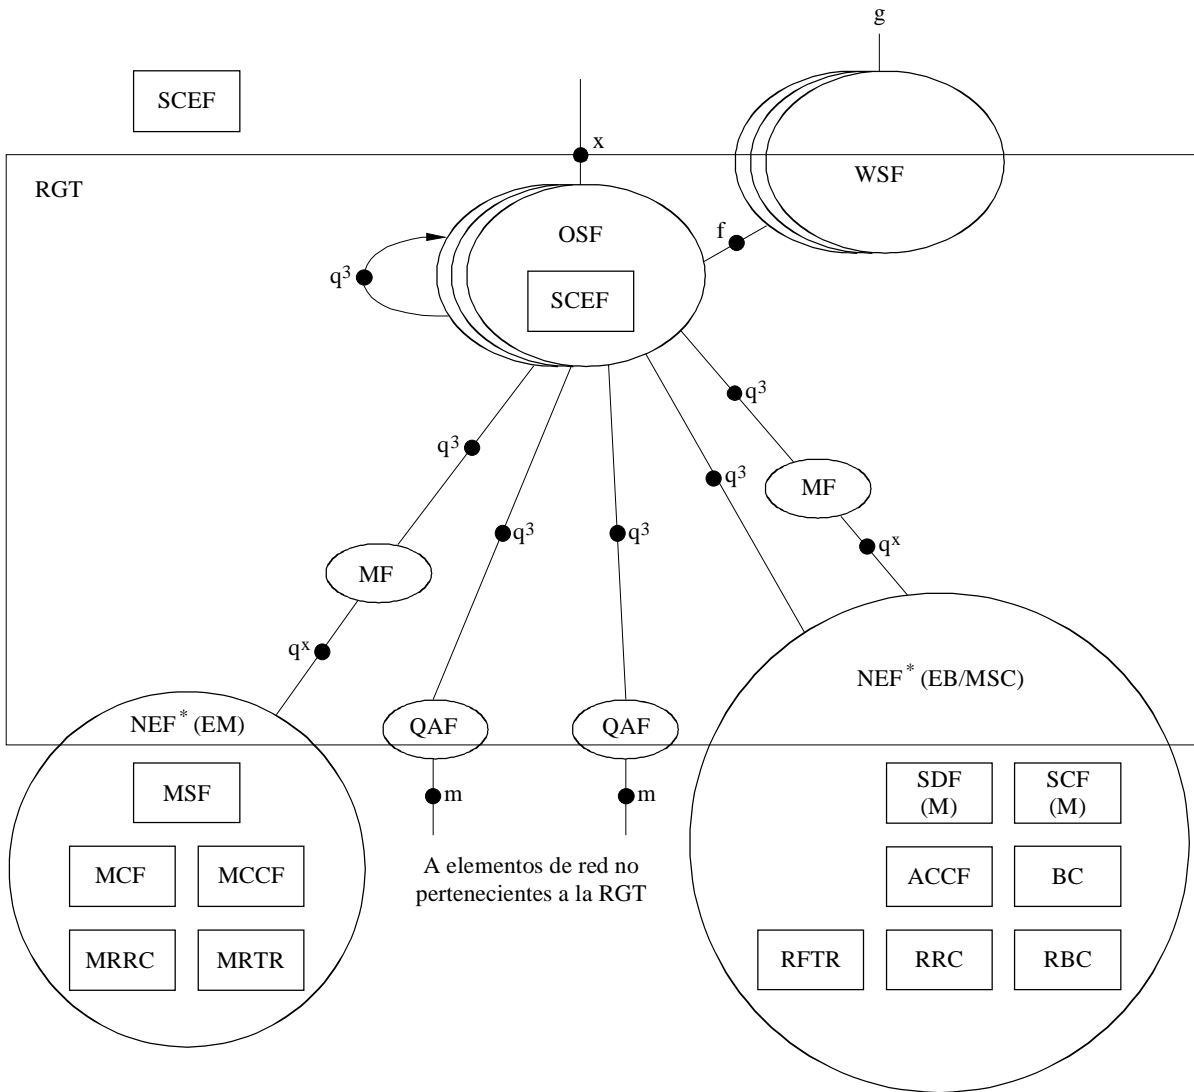 g
SCEF
x
WSF
RGT
OSF
f
q³
SCEF
q³
q³
q³
MF
q³
q³
qˣ
MF
qˣ
NEF* (EB/MSC)
NEF* (EM)
QAF
QAF
MSF
m
m
SDF
(M)
SCF
(M)
A elementos de red no
pertenecientes a la RGT
MCF
MCCF
ACCF
BC
MRRC
MRTR
RFTR
RRC
RBC